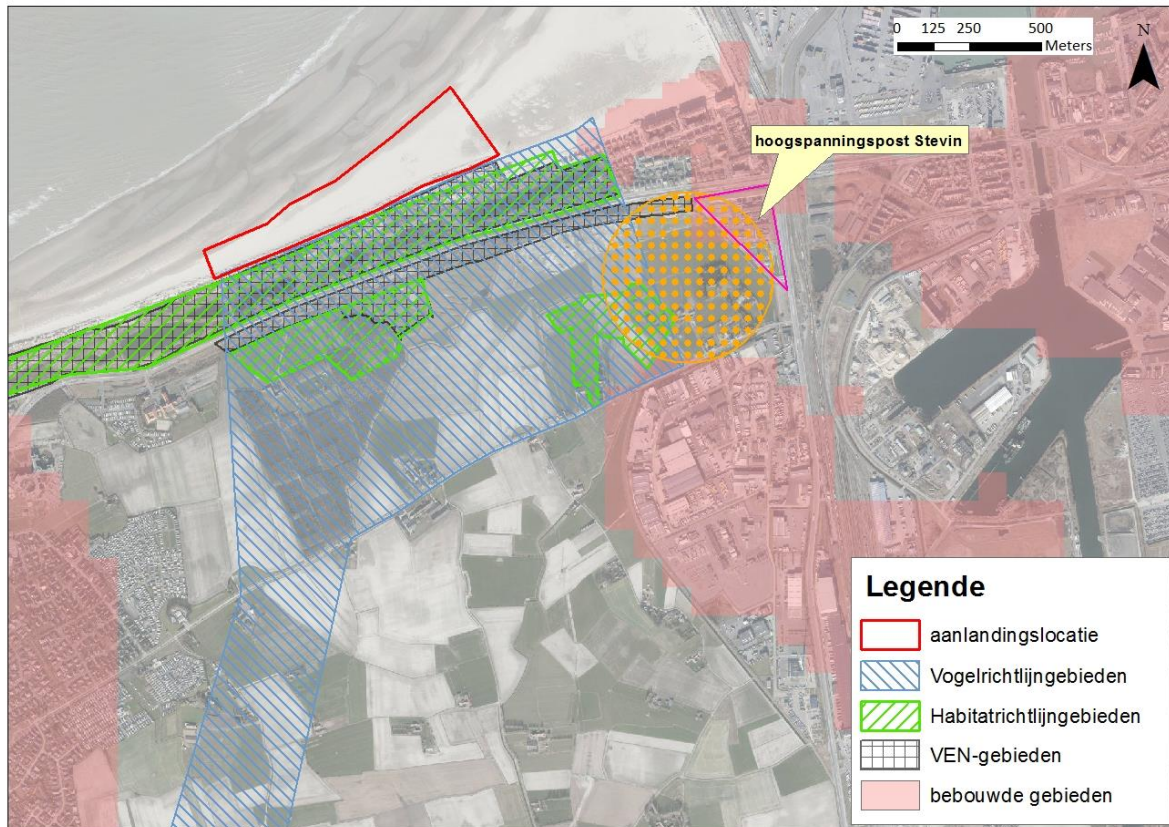 0 125 250 500
Meters
N
hoogspanningspost Stevin
Legende
aanlandingslocatie
Vogelrichtlijngebieden
Habitatrichtlijngebieden
VEN-gebieden
bebouwde gebieden